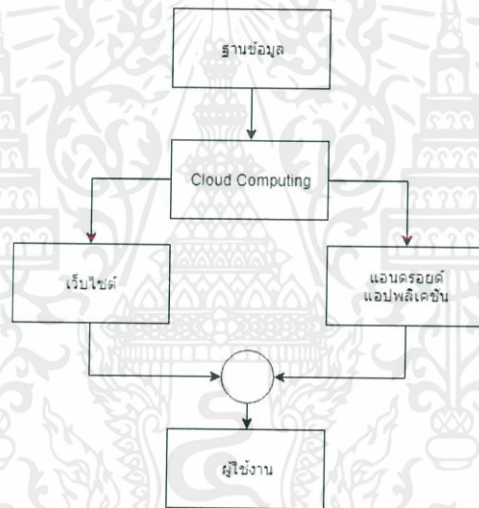 ฐานข้อมูล
Cloud Computing
เว็บไซต์
แอนดรอยด์
แอปพลิเคชัน
ผู้ใช้งาน